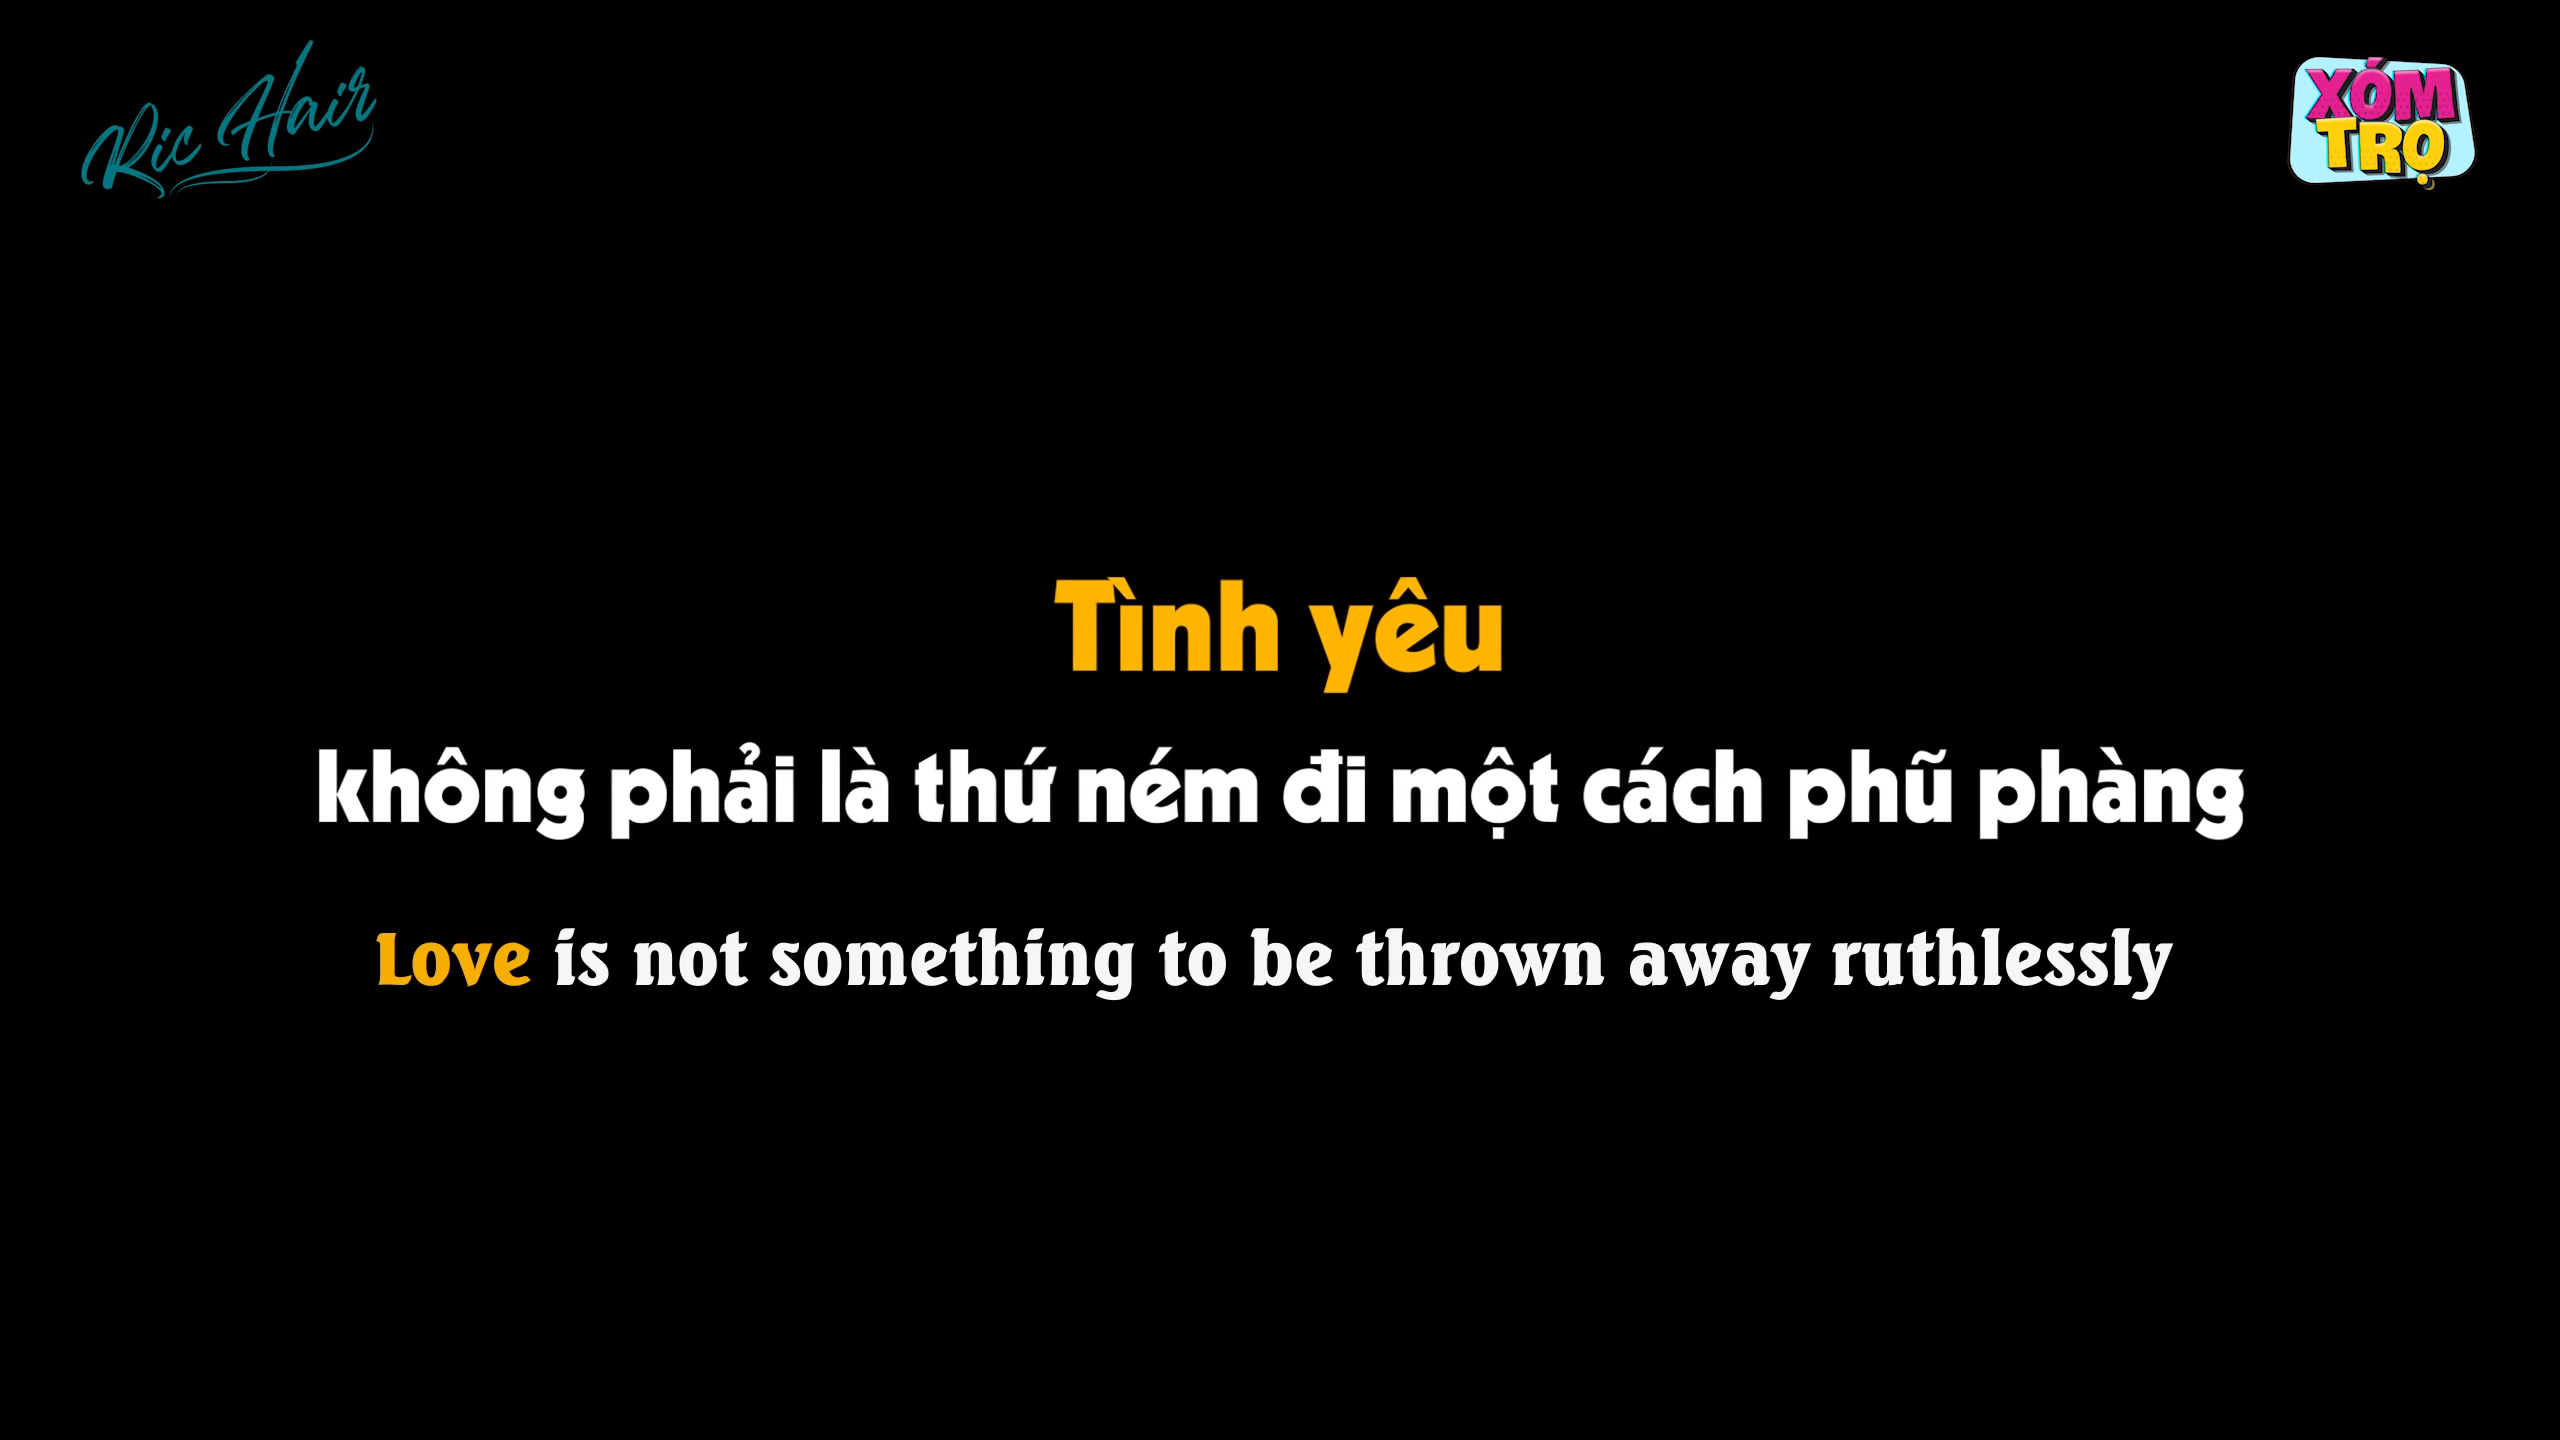 Ric Hair
XÓM
TRỌ
Tình yêu
không phải là thứ ném đi một cách phũ phàng
Love is not something to be thrown away ruthlessly